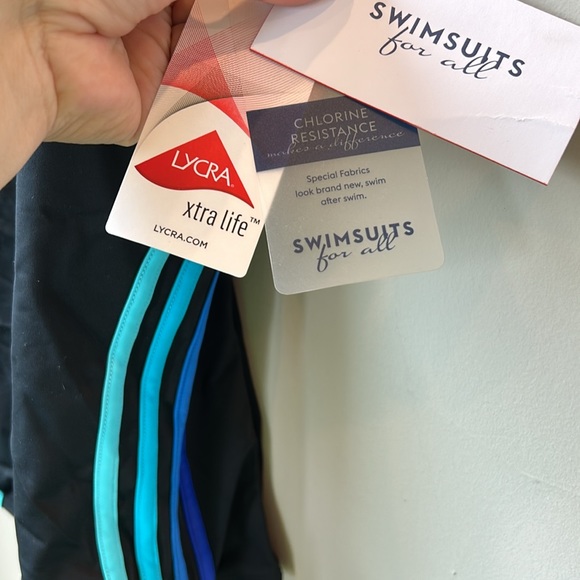 SWIMSUITS
for all
CHLORINE
RESISTANCE
makes a difference
Special Fabrics
look brand new, swim
after swim.
SWIMSUITS
for all
LYCRA®
xtra life™
LYCRA.COM